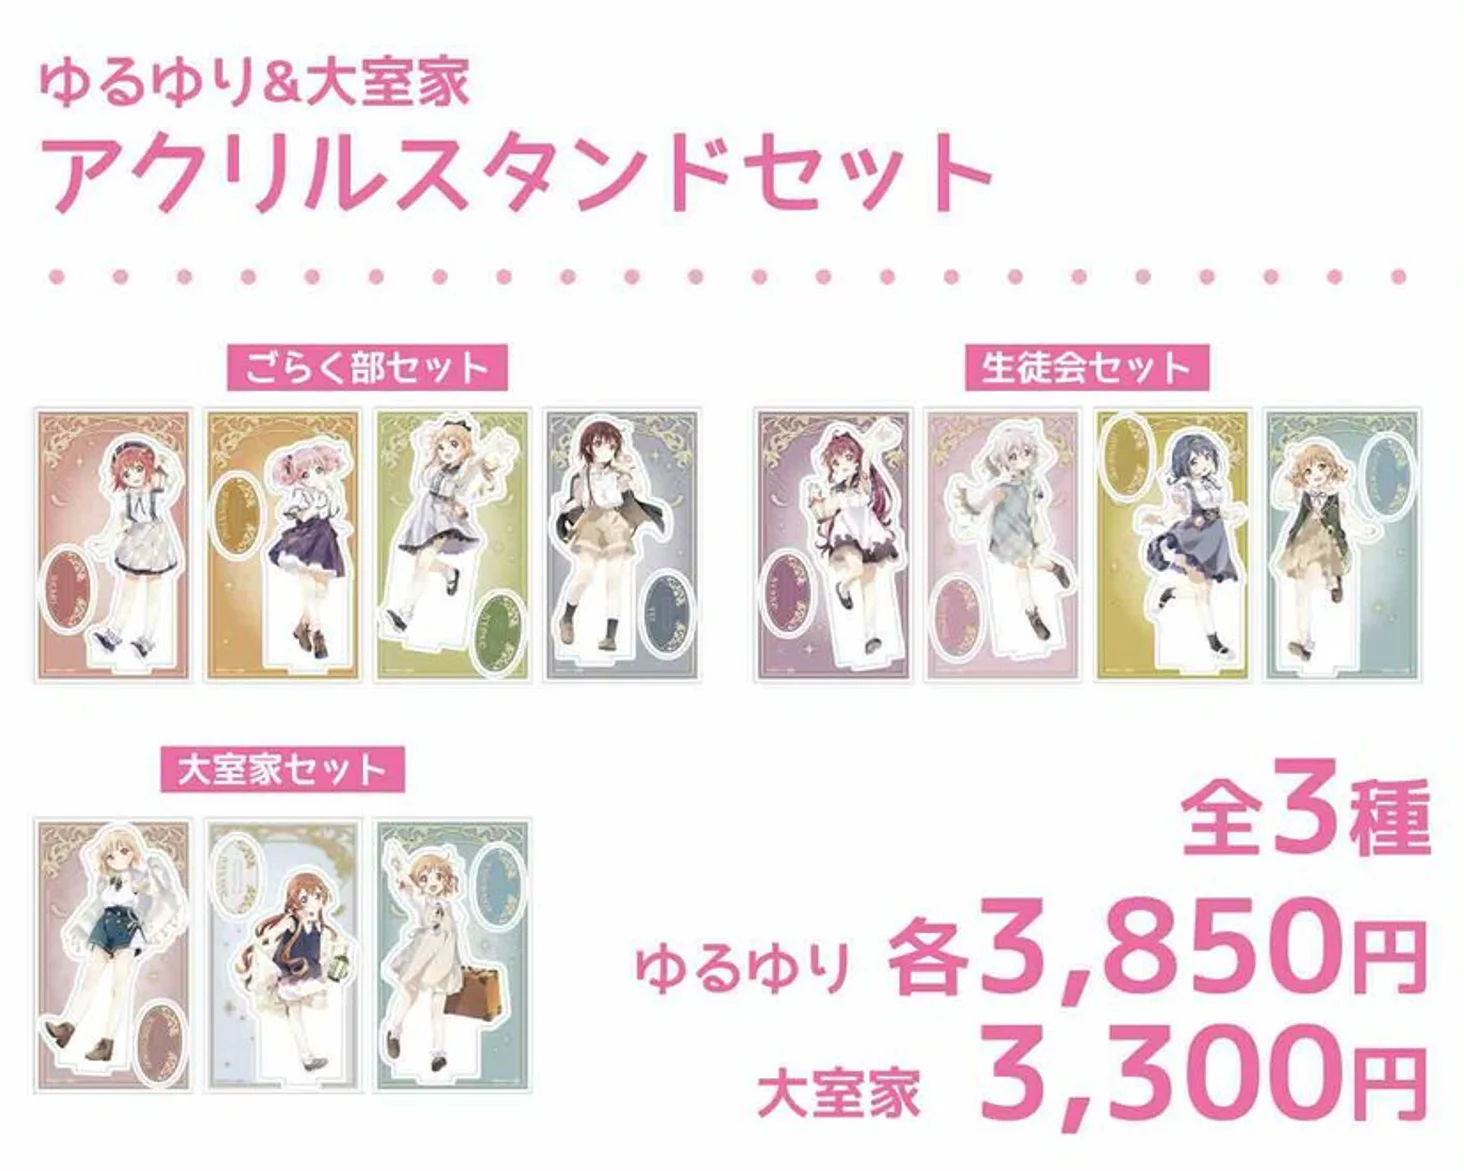 ゆるゆり&大室家
アクリルスタンドセット
ごらく部セット
生徒会セット
大室家セット
全3種
ゆるゆり 各3,850円
大室家 3,300円